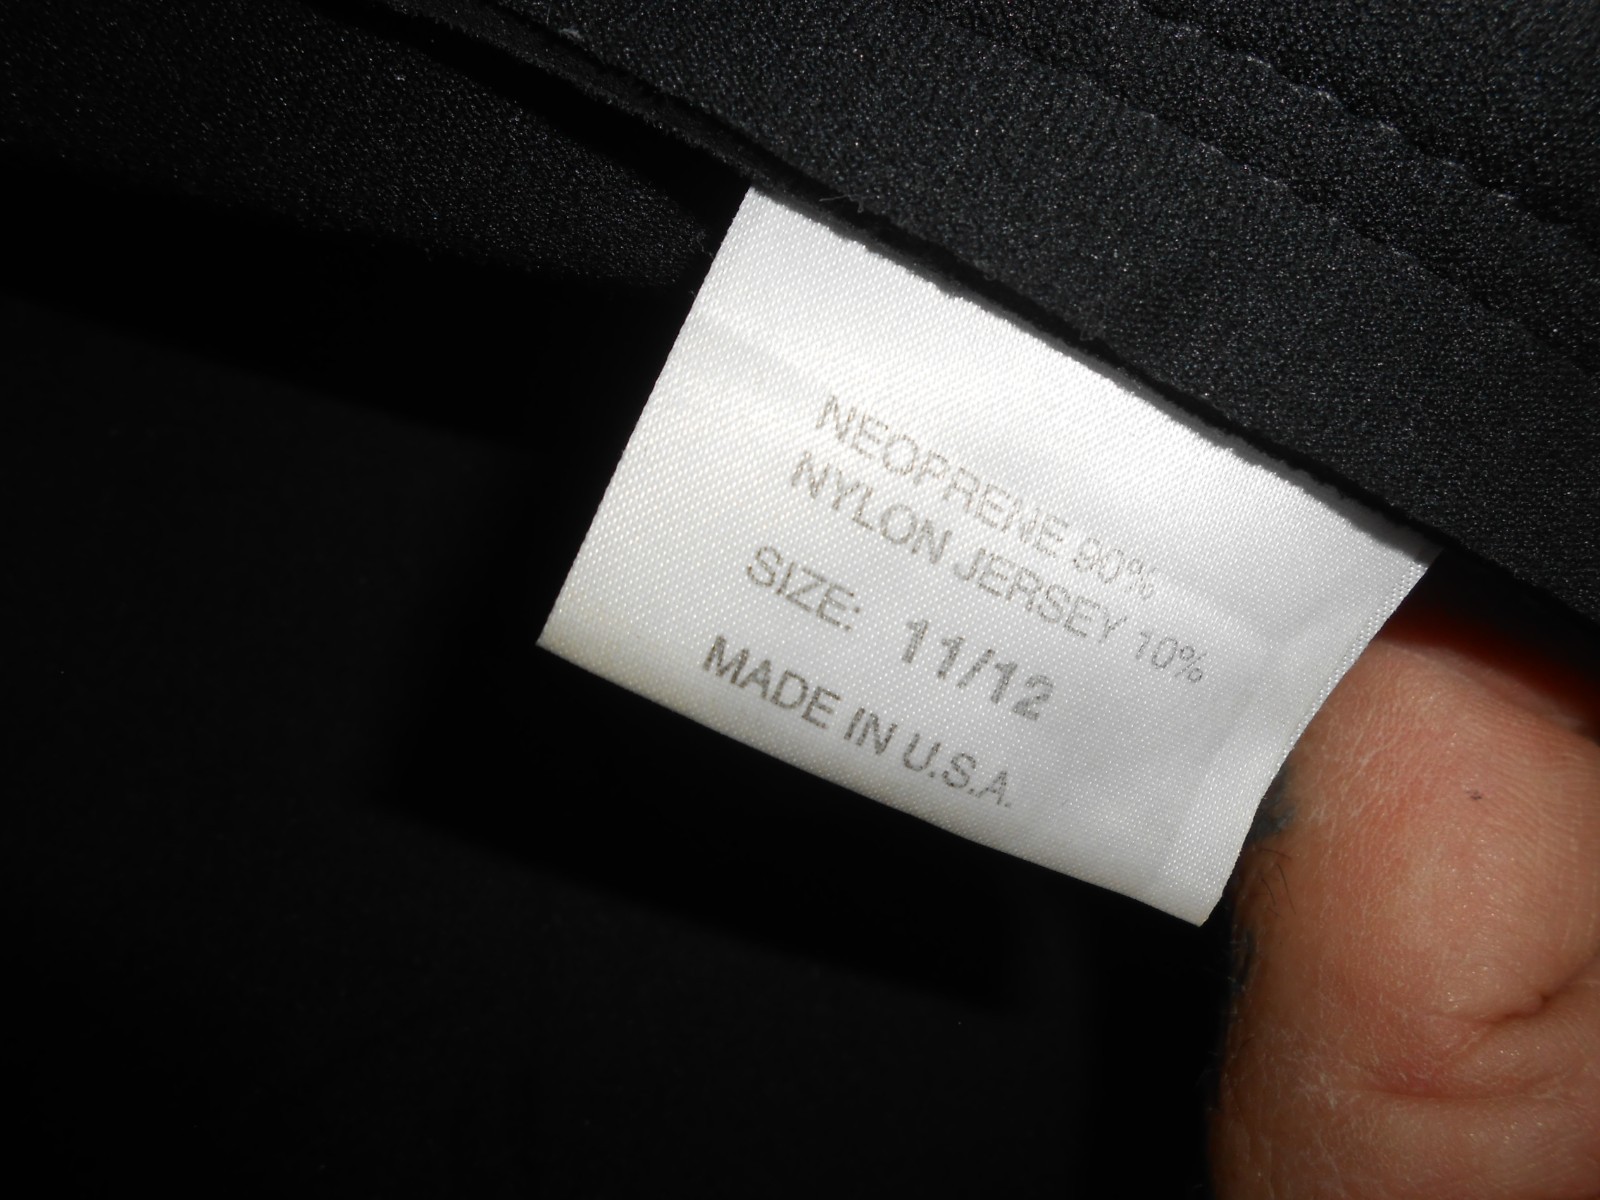 NEOPRENE 90%
NYLON JERSEY 10%
SIZE: 11/12
MADE IN U.S.A.